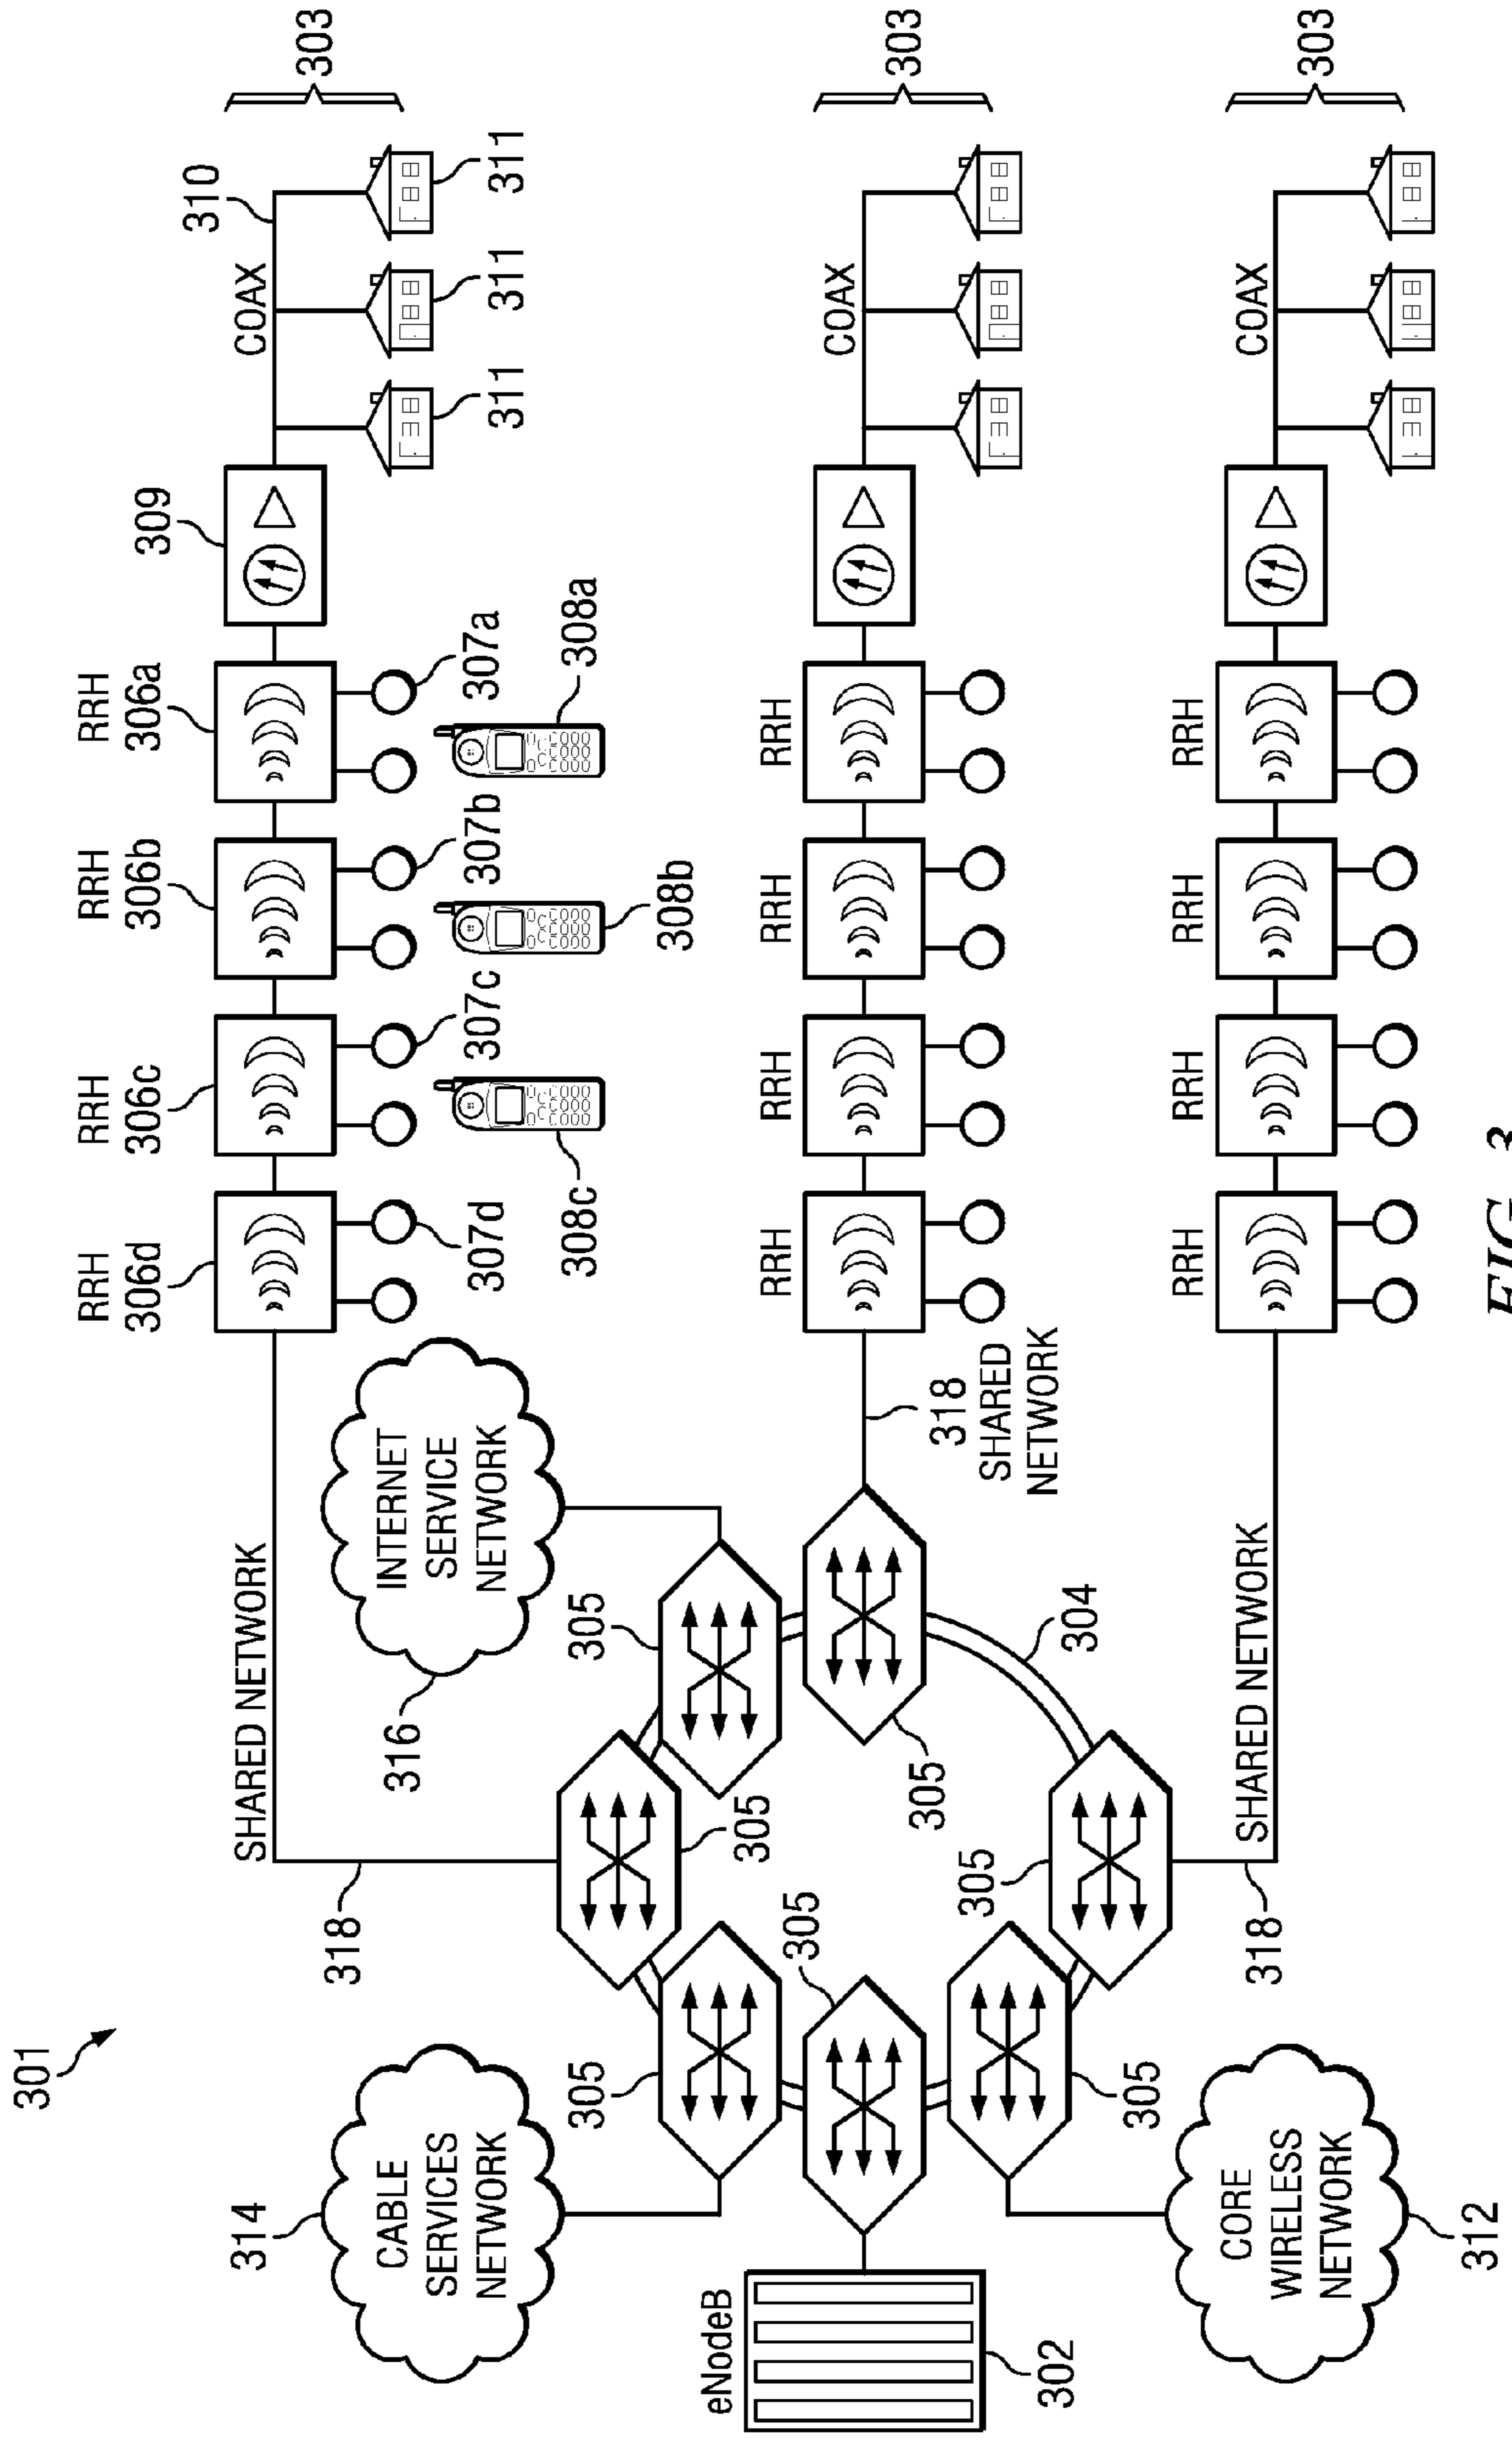 301
314
CABLE
SERVICES
NETWORK
eNodeB
302
CORE
WIRELESS
NETWORK
312
305
305
305
305
305
305
305
304
318
SHARED NETWORK
316
INTERNET
SERVICE
NETWORK
318
SHARED
NETWORK
318
SHARED NETWORK
RRH
306d
RRH
306c
RRH
306b
RRH
306a
307d
307c
307b
307a
308c
308b
308a
309
COAX
310
311
311
311
303
RRH
RRH
RRH
RRH
COAX
303
RRH
RRH
RRH
RRH
COAX
303
FIG. 3